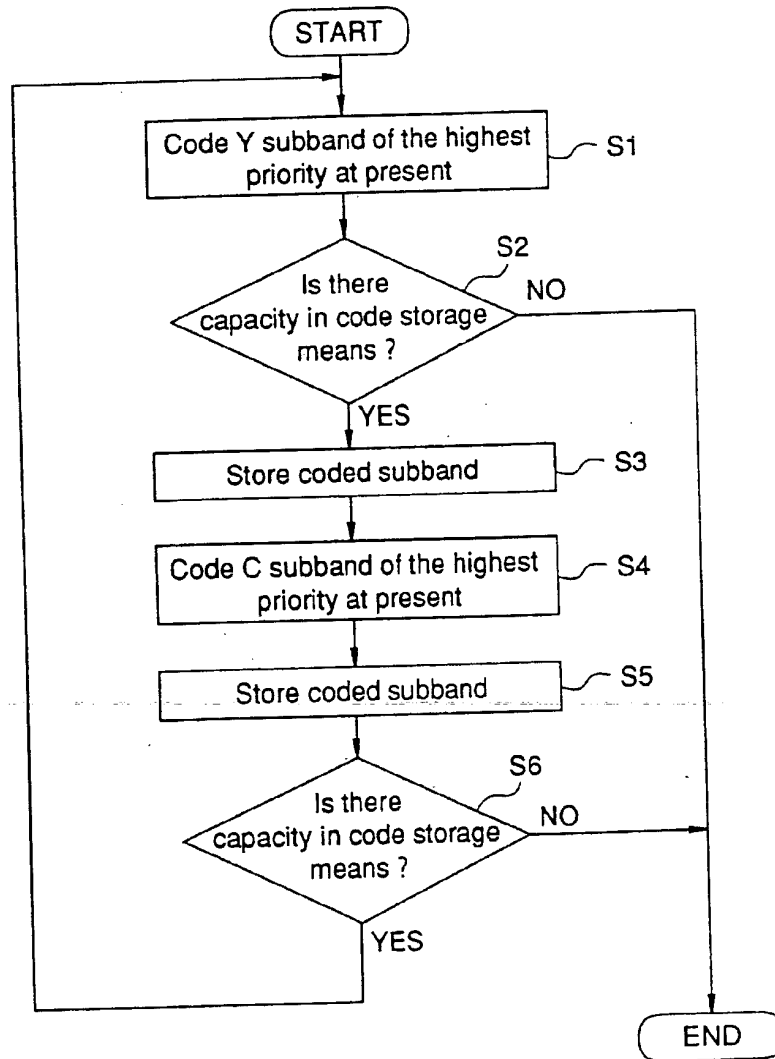 START
Code Y subband of the highest
priority at present
S1
S2
Is there
capacity in code storage
means ?
NO
YES
Store coded subband
S3
Code C subband of the highest
priority at present
S4
Store coded subband
S5
S6
Is there
capacity in code storage
means ?
NO
YES
END